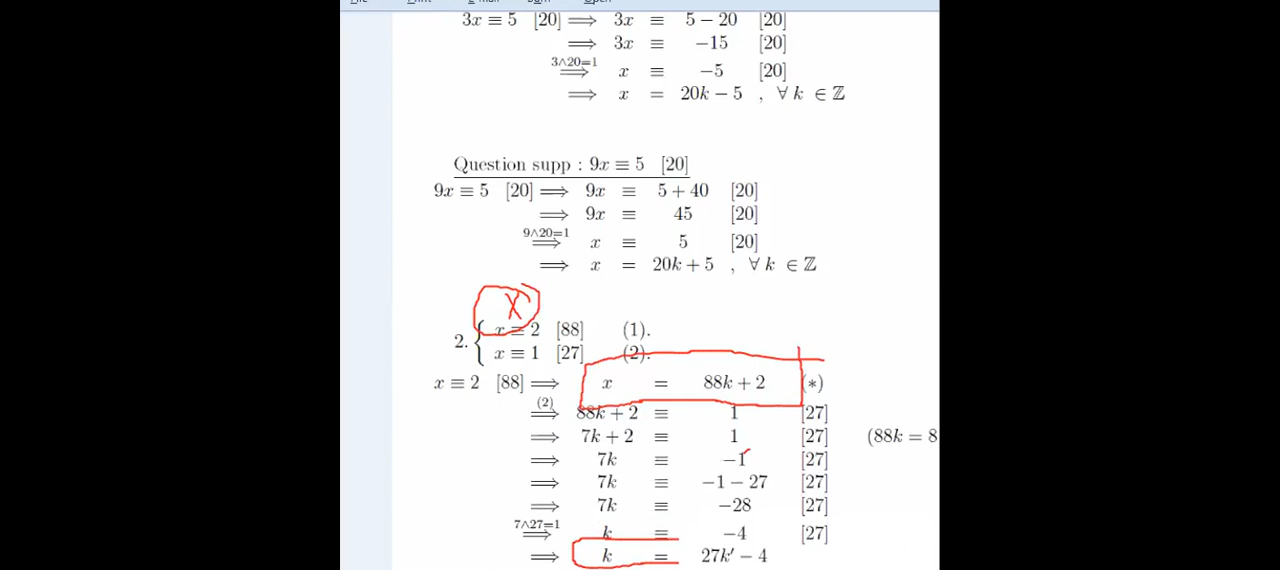 3x ≡ 5 [20] ⟹ 3x ≡ 5 − 20 [20]
⟹ 3x ≡ −15 [20]
3∧20=1 ⟹ x ≡ −5 [20]
⟹ x = 20k − 5 , ∀ k ∈ ℤ
Question supp : 9x ≡ 5 [20]
9x ≡ 5 [20] ⟹ 9x ≡ 5 + 40 [20]
⟹ 9x ≡ 45 [20]
9∧20=1 ⟹ x ≡ 5 [20]
⟹ x = 20k + 5 , ∀ k ∈ ℤ
X
2. { x ≡ 2 [88] (1).
x ≡ 1 [27] (2).
x ≡ 2 [88] ⟹ x = 88k + 2 (∗)
(2) ⟹ 88k + 2 ≡ 1 [27]
⟹ 7k + 2 ≡ 1 [27] (88k = 8
⟹ 7k ≡ −1 [27]
⟹ 7k ≡ −1 − 27 [27]
⟹ 7k ≡ −28 [27]
7∧27=1 ⟹ k ≡ −4 [27]
⟹ k = 27k′ − 4